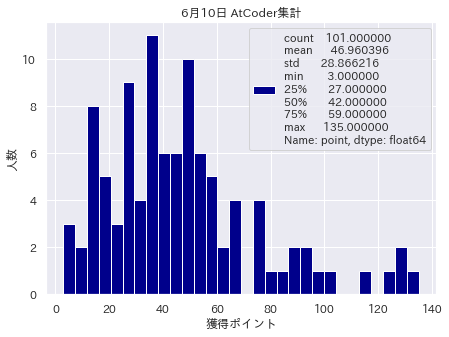 6月10日 AtCoder集計
count 101.000000
mean 46.960396
std 28.866216
min 3.000000
25% 27.000000
50% 42.000000
75% 59.000000
max 135.000000
Name: point, dtype: float64
人数
10
8
6
4
2
0
0 20 40 60 80 100 120 140
獲得ポイント